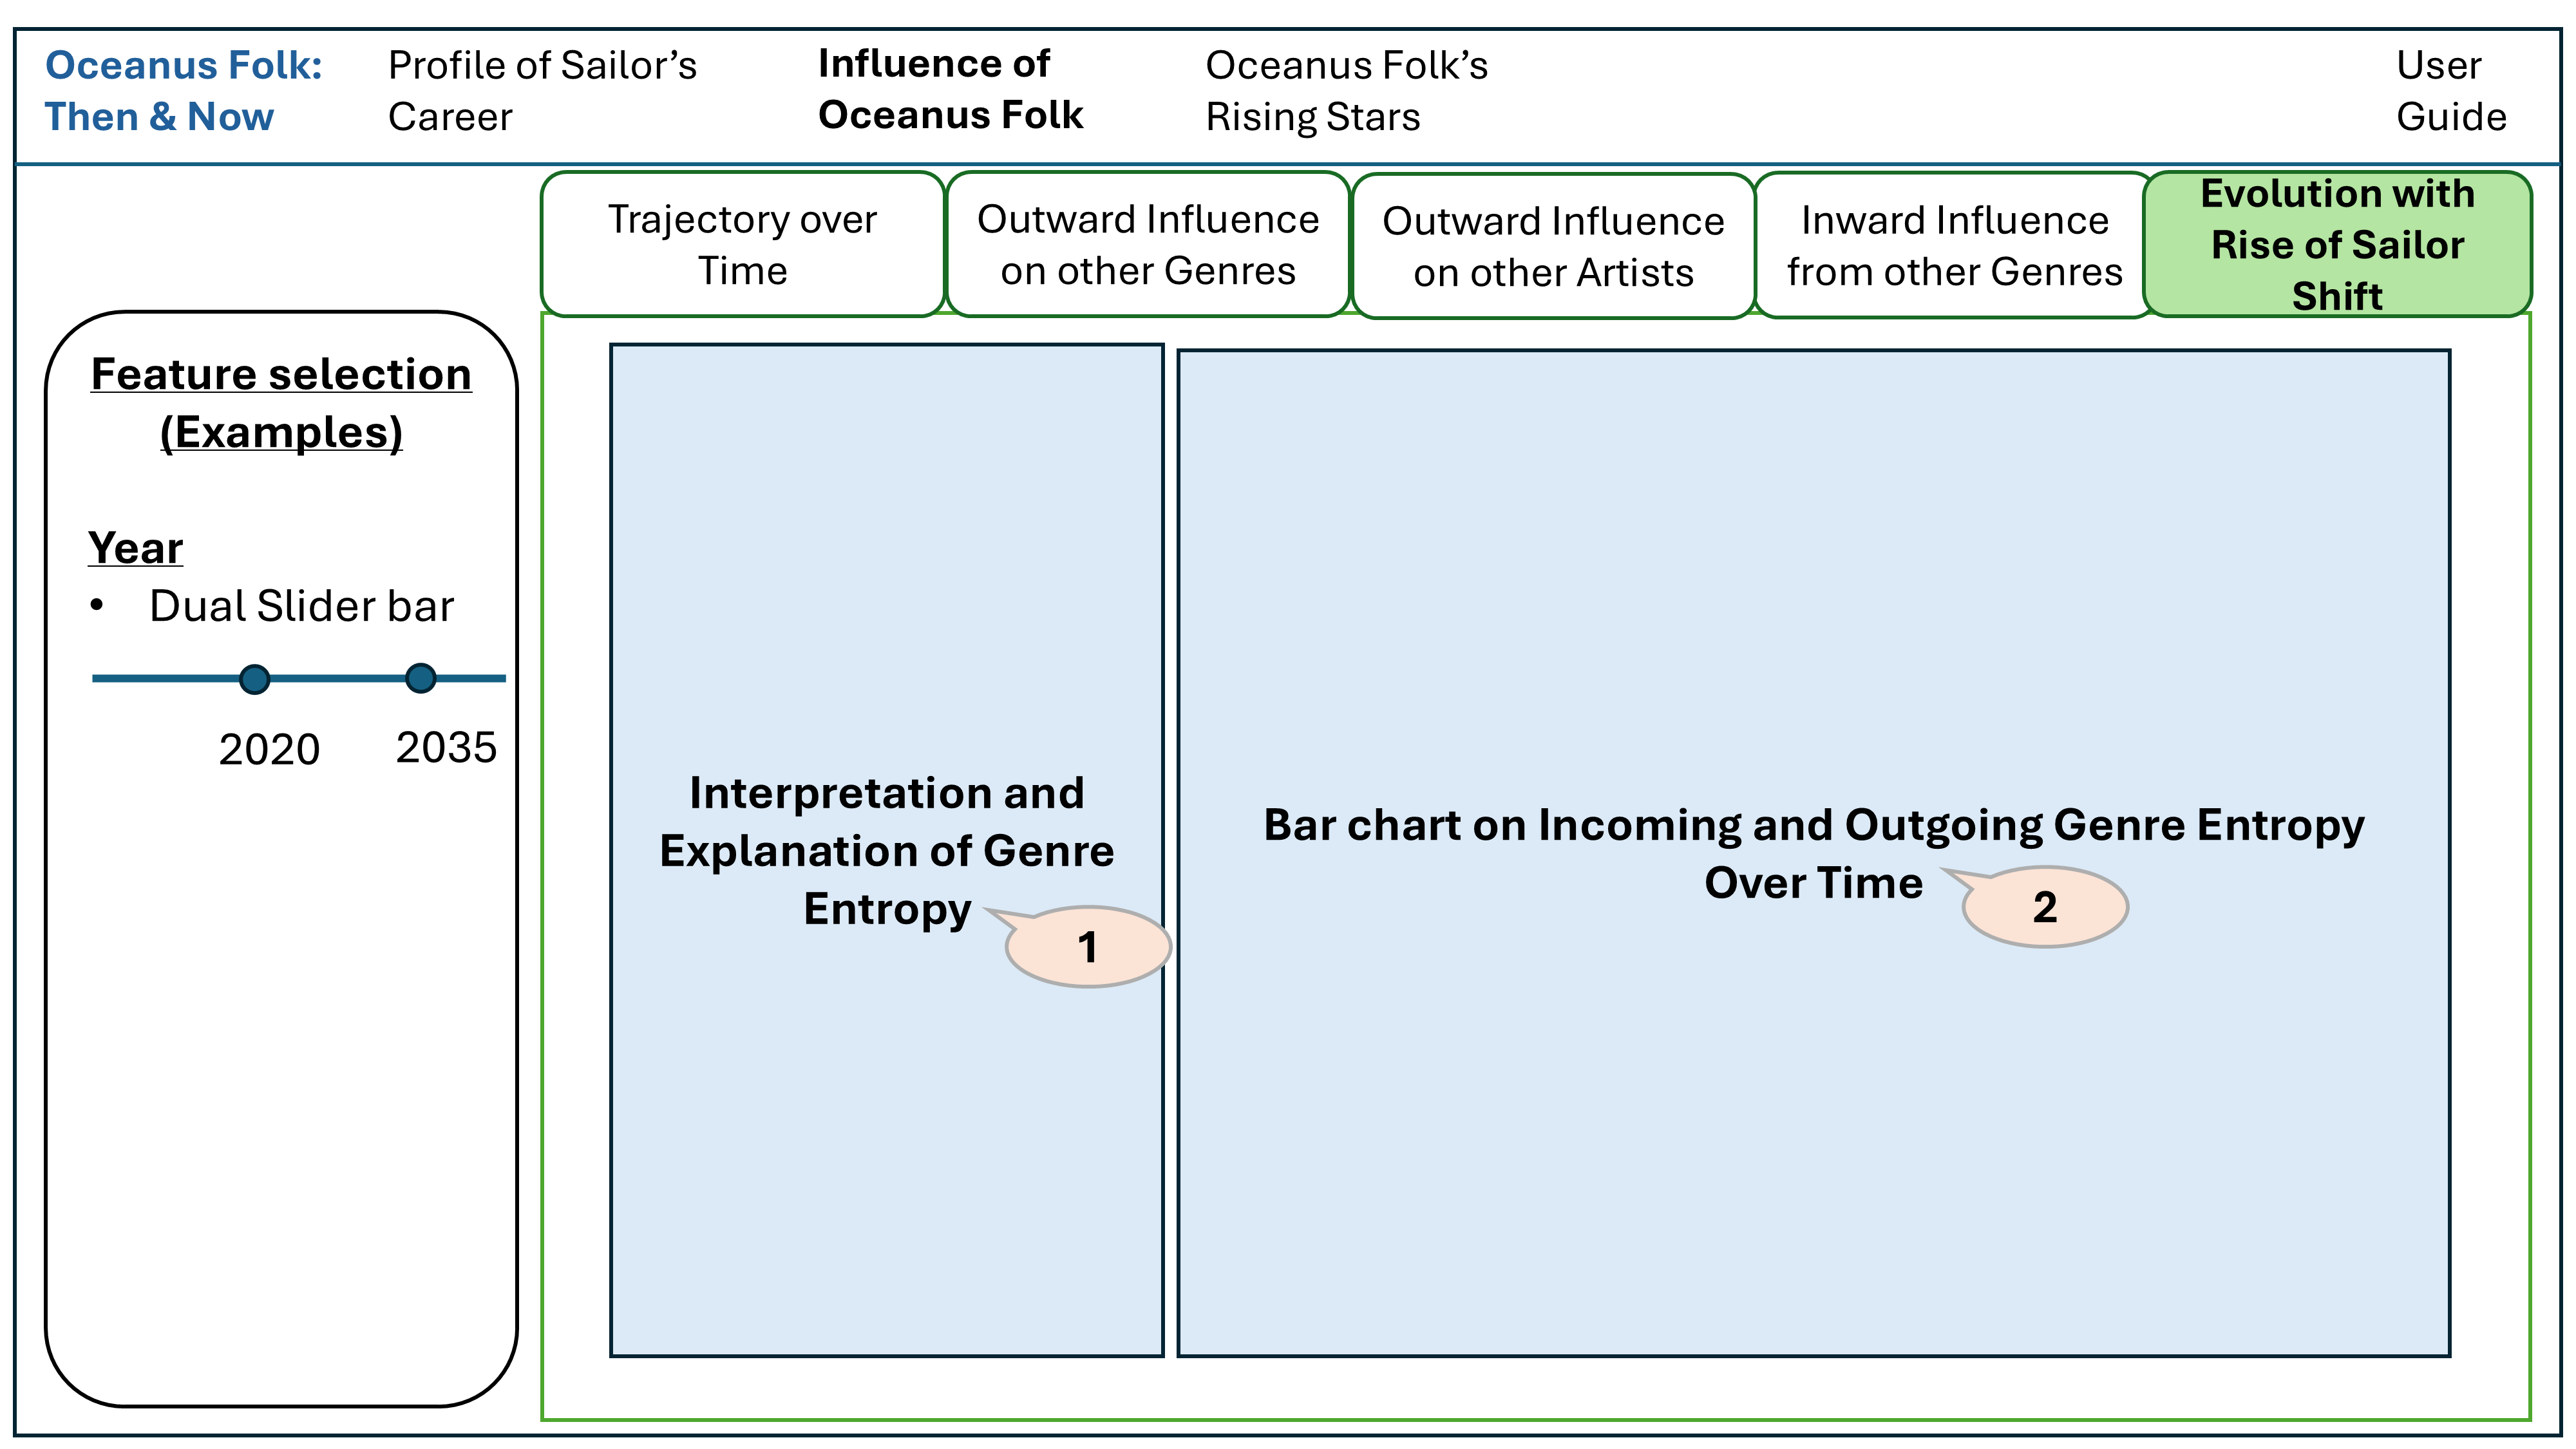 Oceanus Folk:
Then & Now
Profile of Sailor’s
Career
Influence of
Oceanus Folk
Oceanus Folk’s
Rising Stars
User
Guide
Trajectory over
Time
Outward Influence
on other Genres
Outward Influence
on other Artists
Inward Influence
from other Genres
Evolution with
Rise of Sailor
Shift
Feature selection
(Examples)
Year
• Dual Slider bar
2020
2035
Interpretation and
Explanation of Genre
Entropy
1
Bar chart on Incoming and Outgoing Genre Entropy
Over Time
2